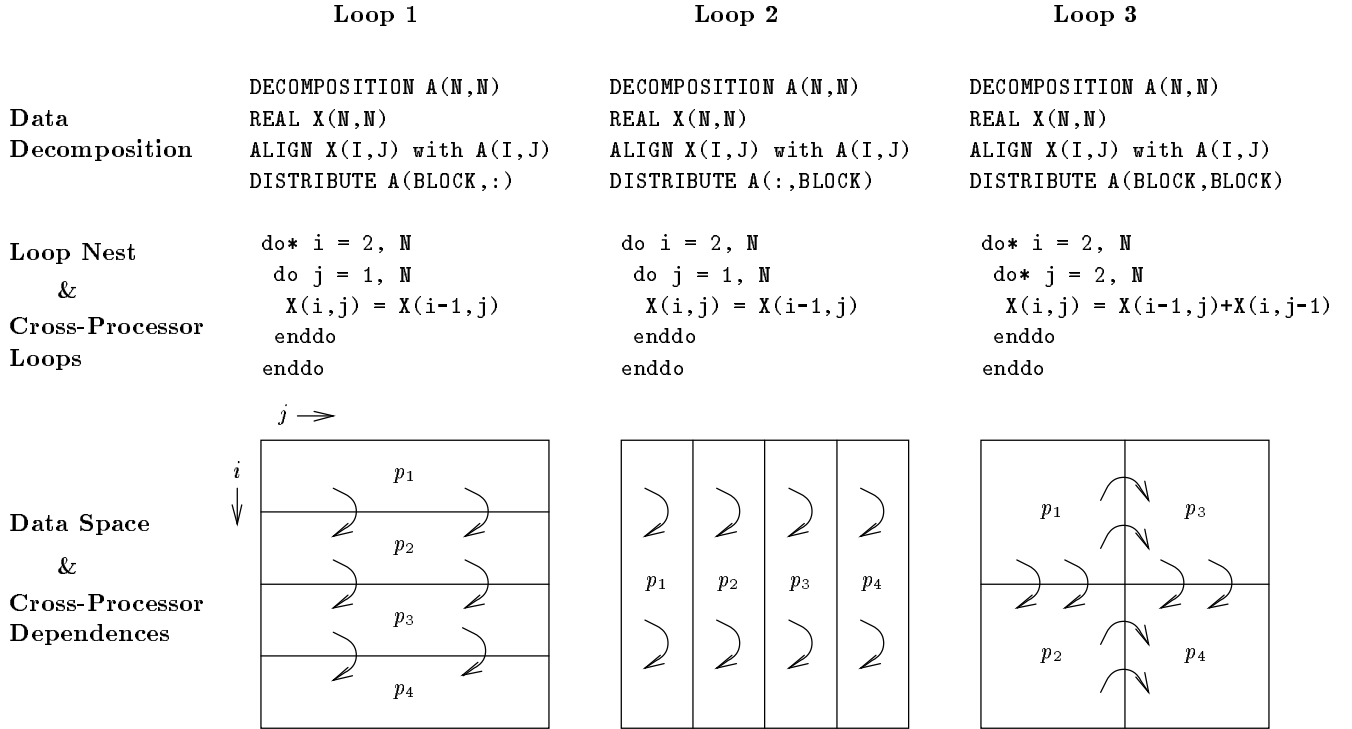 Loop 1 Loop 2 Loop 3
DECOMPOSITION A(N,N) DECOMPOSITION A(N,N) DECOMPOSITION A(N,N)
Data REAL X(N,N) REAL X(N,N) REAL X(N,N)
Decomposition ALIGN X(I,J) with A(I,J) ALIGN X(I,J) with A(I,J) ALIGN X(I,J) with A(I,J)
DISTRIBUTE A(BLOCK,:) DISTRIBUTE A(:,BLOCK) DISTRIBUTE A(BLOCK,BLOCK)
Loop Nest do* i = 2, N do i = 2, N do* i = 2, N
do j = 1, N do j = 1, N do* j = 2, N
& X(i,j) = X(i-1,j) X(i,j) = X(i-1,j) X(i,j) = X(i-1,j)+X(i,j-1)
Cross-Processor enddo enddo enddo
Loops enddo enddo enddo
j →
i
p₁
p₂
p₃
p₄
p₁ p₂ p₃ p₄
p₁ p₃
p₂ p₄
Data Space
&
Cross-Processor
Dependences